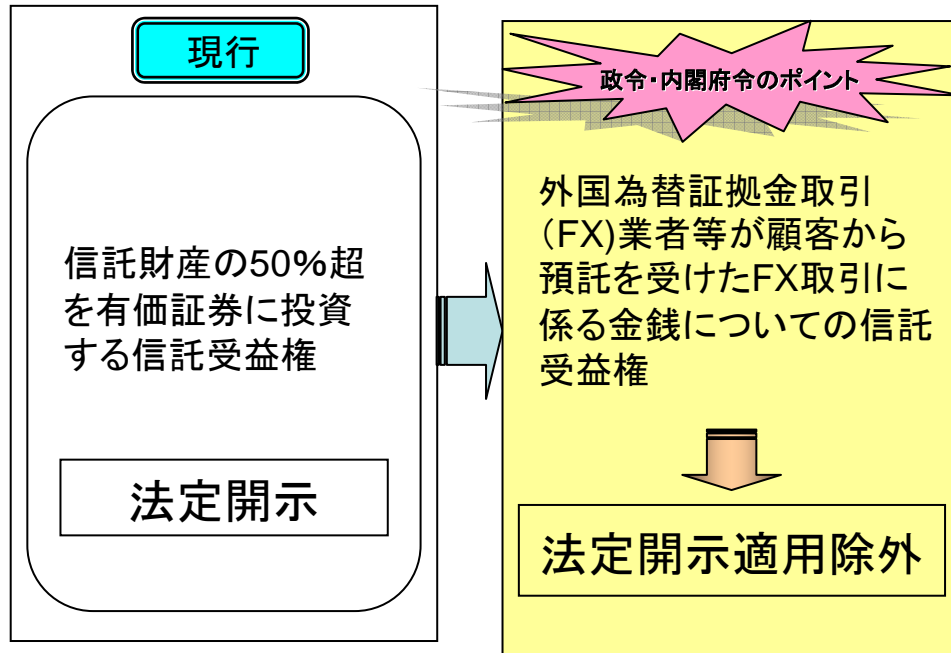 現行
信託財産の50%超
を有価証券に投資
する信託受益権
法定開示
政令・内閣府令のポイント
外国為替証拠金取引
(FX)業者等が顧客から
預託を受けたFX取引に
係る金銭についての信託
受益権
法定開示適用除外